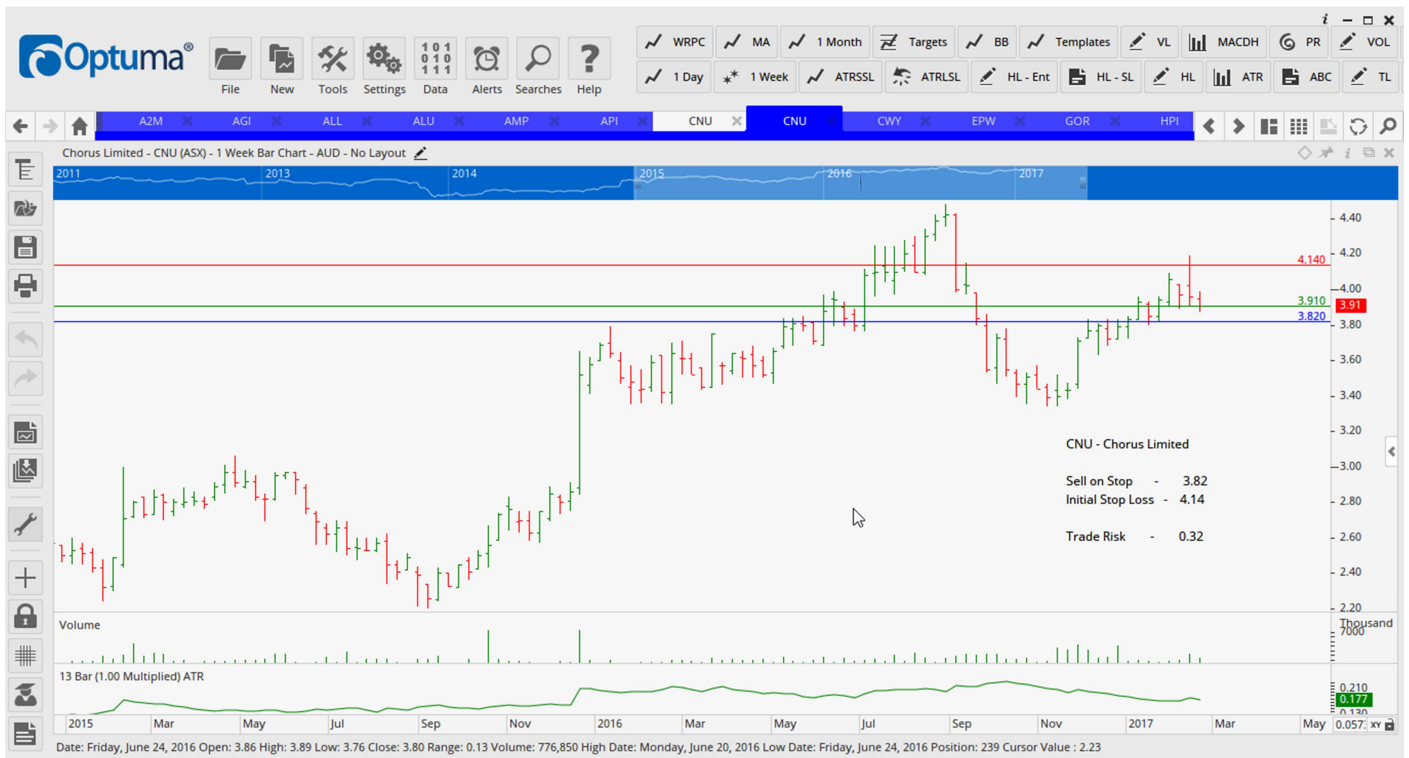 Optuma®
File New Tools Settings Data Alerts Searches Help
WRPC MA 1 Month Targets BB Templates VL MACDH PR VOL
1 Day 1 Week ATRSSL ATRLSL HL - Ent HL - SL HL ATR ABC TL
A2M AGI ALL ALU AMP API CNU CNU CWY EPW GOR HPI
Chorus Limited - CNU (ASX) - 1 Week Bar Chart - AUD - No Layout
2011 2013 2014 2015 2016 2017
4.40
4.20
4.140
4.00
3.910 3.91
3.820
3.80
3.60
3.40
3.20
3.00
2.80
2.60
2.40
2.20
CNU - Chorus Limited
Sell on Stop - 3.82
Initial Stop Loss - 4.14
Trade Risk - 0.32
Volume
Thousand
7000
13 Bar (1.00 Multiplied) ATR
0.210
0.177
0.130
2015 Mar May Jul Sep Nov 2016 Mar May Jul Sep Nov 2017 Mar May 0.057: XY
Date: Friday, June 24, 2016 Open: 3.86 High: 3.89 Low: 3.76 Close: 3.80 Range: 0.13 Volume: 776,850 High Date: Monday, June 20, 2016 Low Date: Friday, June 24, 2016 Position: 239 Cursor Value : 2.23